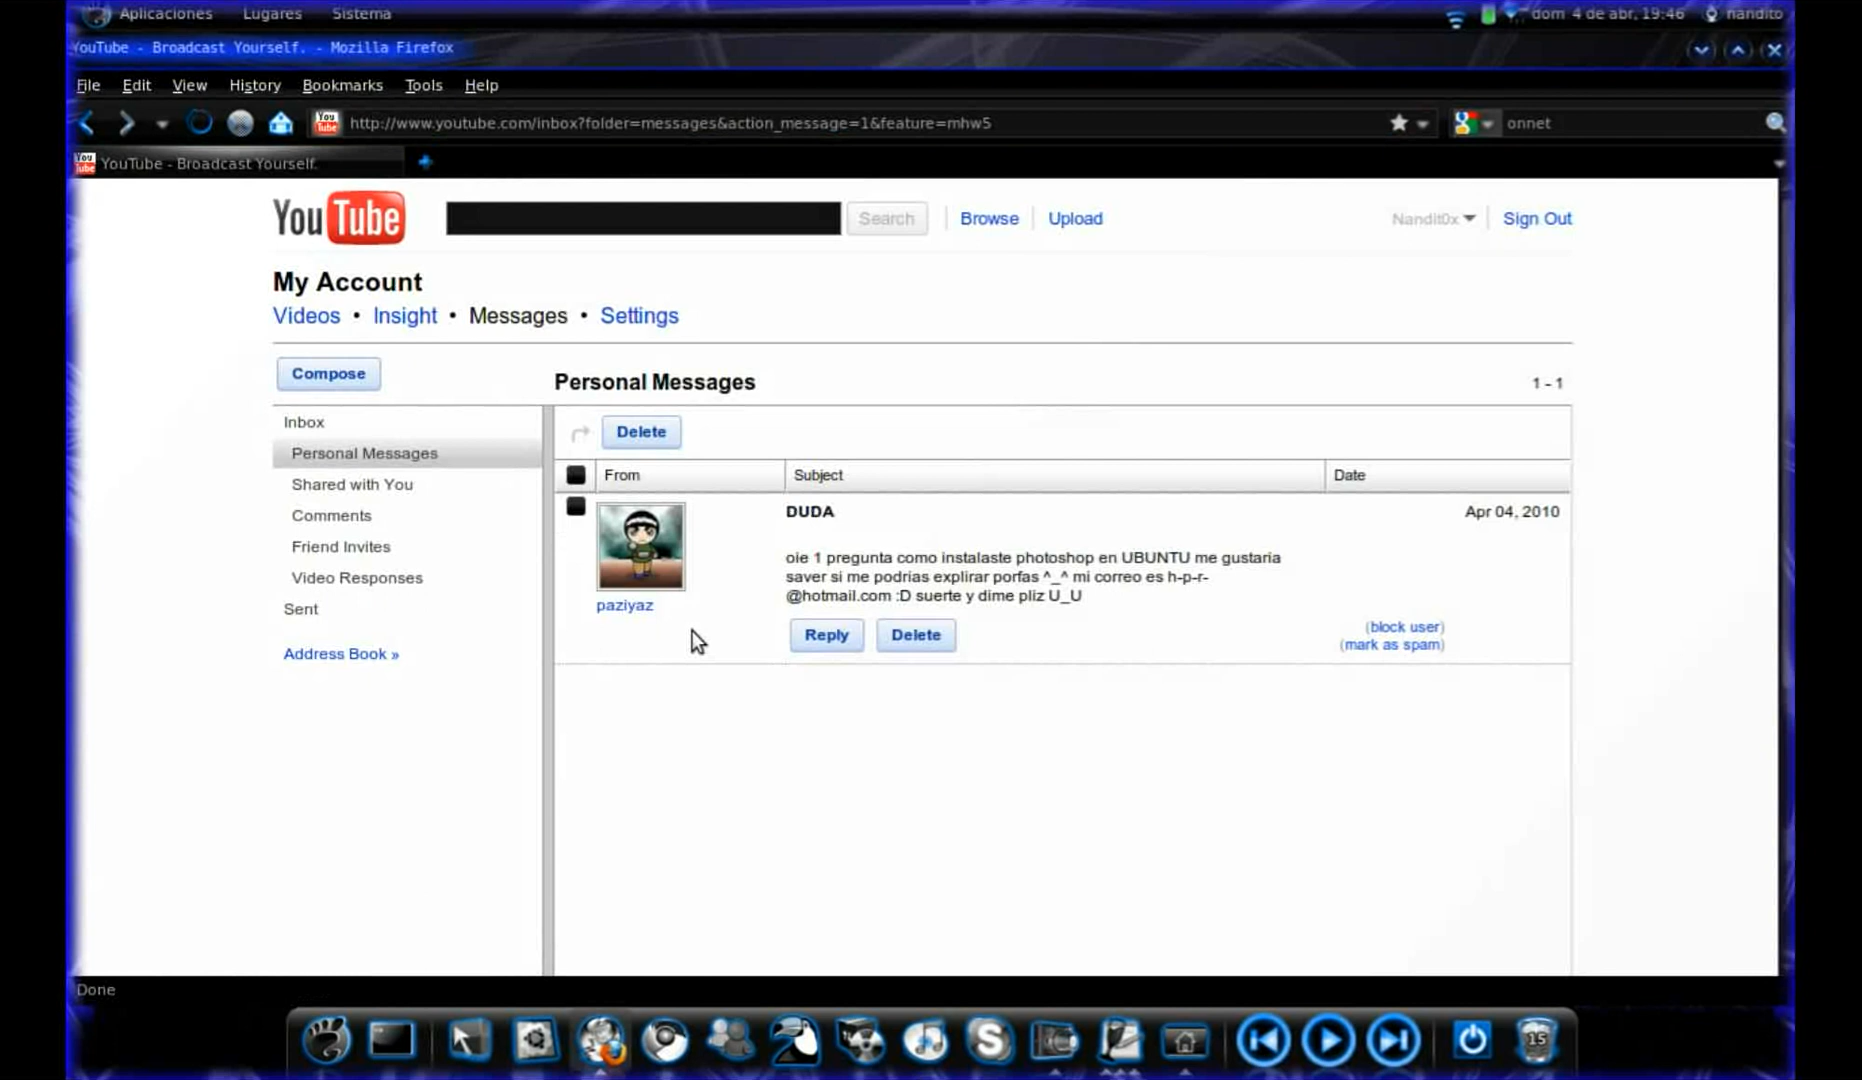 Aplicaciones Lugares Sistema dom 4 de abr, 19:46 nandito
YouTube - Broadcast Yourself. - Mozilla Firefox
File Edit View History Bookmarks Tools Help
You Tube http://www.youtube.com/inbox?folder=messages&action_message=1&feature=mhw5 onnet
You Tube YouTube - Broadcast Yourself.
YouTube Search Browse Upload Nandit0x Sign Out
My Account
Videos • Insight • Messages • Settings
Compose Personal Messages 1 - 1
Inbox
Personal Messages
Shared with You
Comments
Friend Invites
Video Responses
Sent
Address Book »
Delete
From Subject Date
DUDA Apr 04, 2010
oie 1 pregunta como instalaste photoshop en UBUNTU me gustaria
saver si me podrias explirar porfas ^_^ mi correo es h-p-r-
@hotmail.com :D suerte y dime pliz U_U
paziyaz
Reply Delete
(block user)
(mark as spam)
Done
S 15